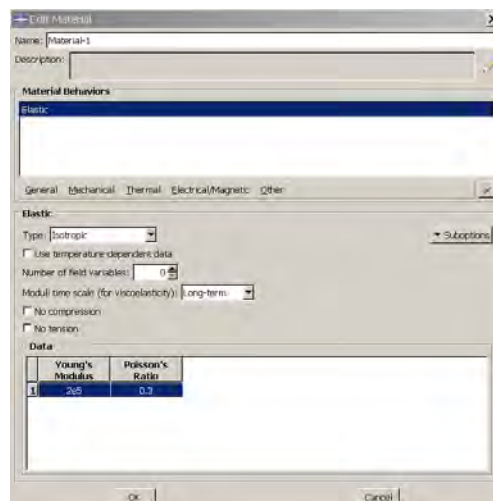 Edit Material
Name: Material-1
Description:
Material Behaviors
Elastic
General Mechanical Thermal Electrical/Magnetic Other
Elastic
Type: Isotropic
Suboptions
Use temperature-dependent data
Number of field variables: 0
Moduli time scale (for viscoelasticity): Long-term
No compression
No tension
Data
Young's Modulus
Poisson's Ratio
1 2e5 0.3
OK Cancel